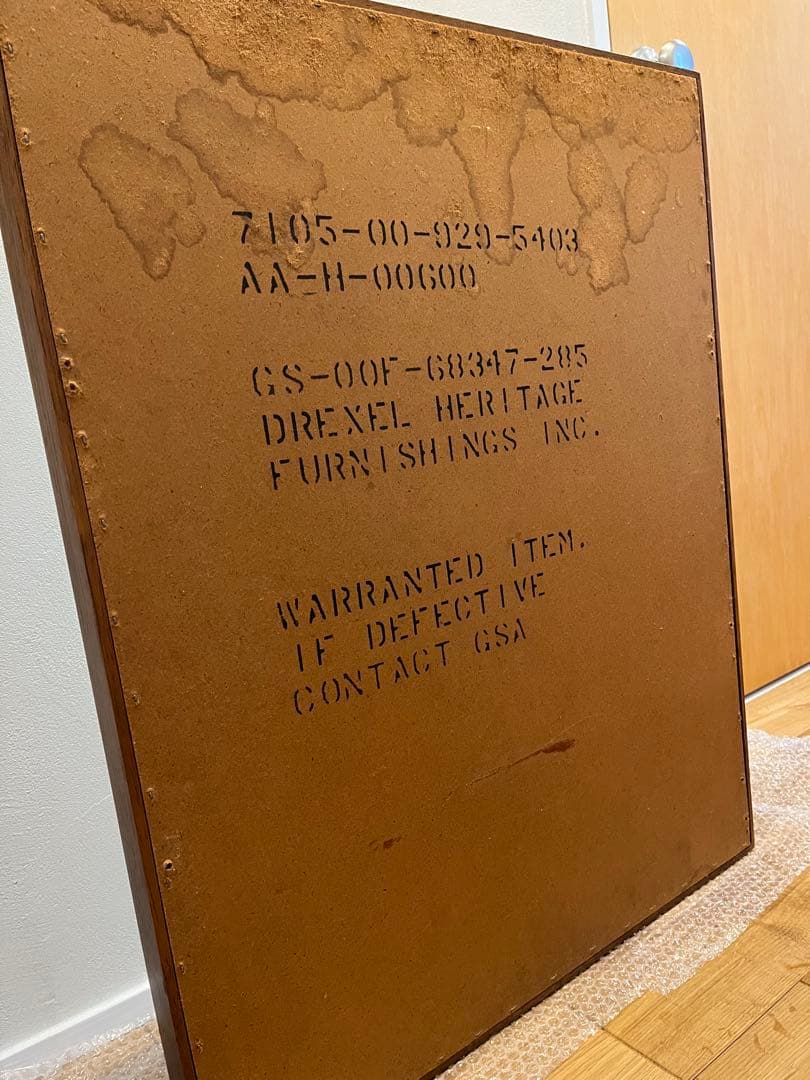 7105-00-929-5403
AA-H-00600
GS-00F-68347-285
DREXEL HERITAGE
FURNISHINGS INC.
WARRANTED ITEM.
IF DEFECTIVE
CONTACT GSA